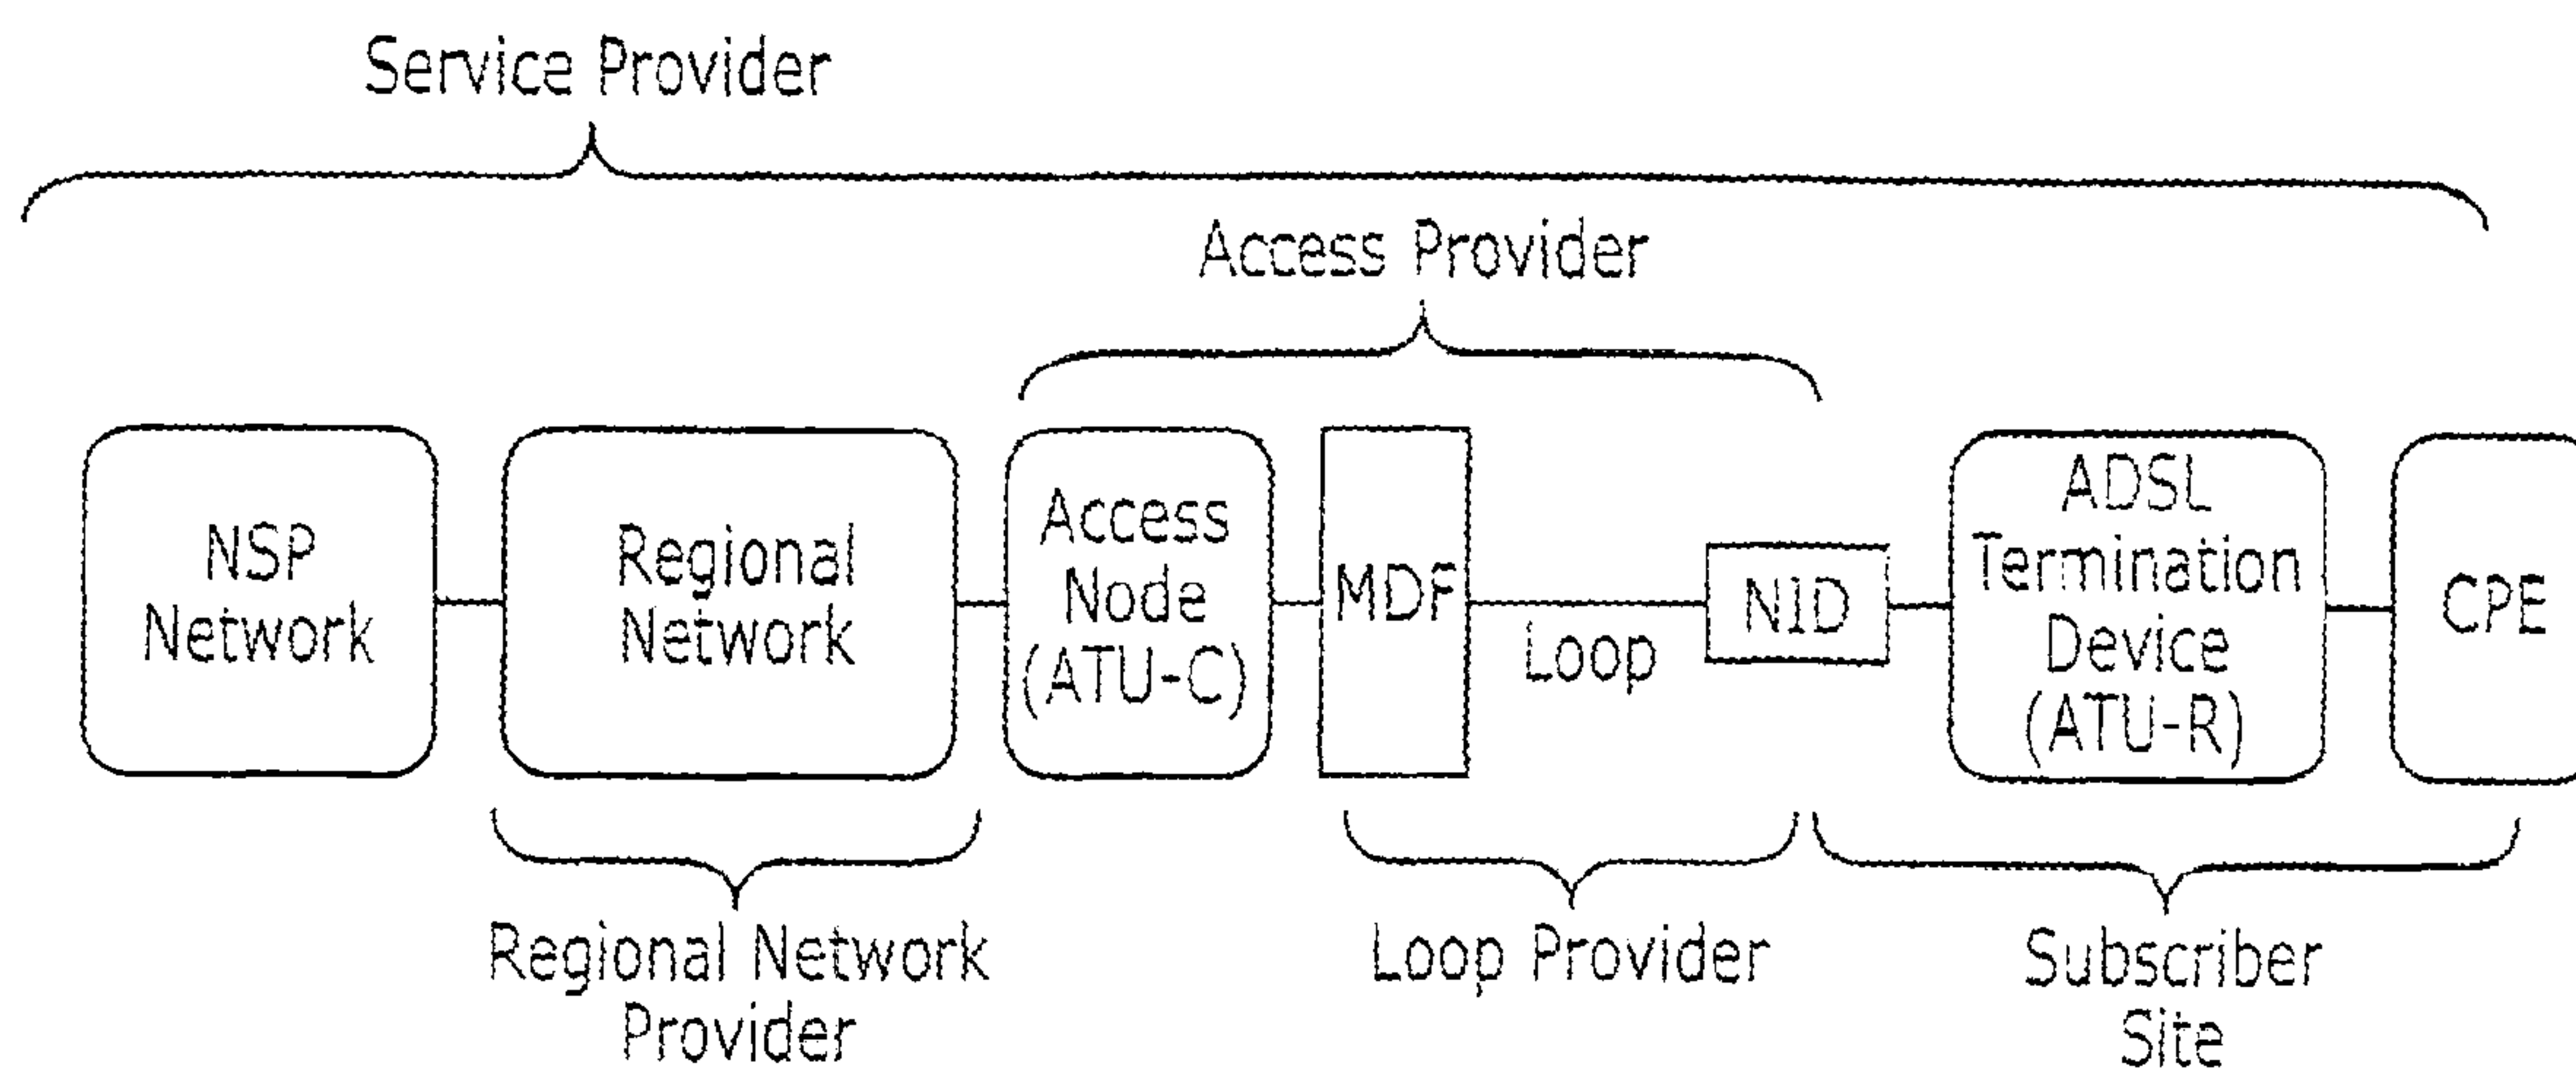 Service Provider
Access Provider
NSP
Network
Regional
Network
Access
Node
(ATU-C)
MDF
Loop
NID
ADSL
Termination
Device
(ATU-R)
CPE
Regional Network
Provider
Loop Provider
Subscriber
Site